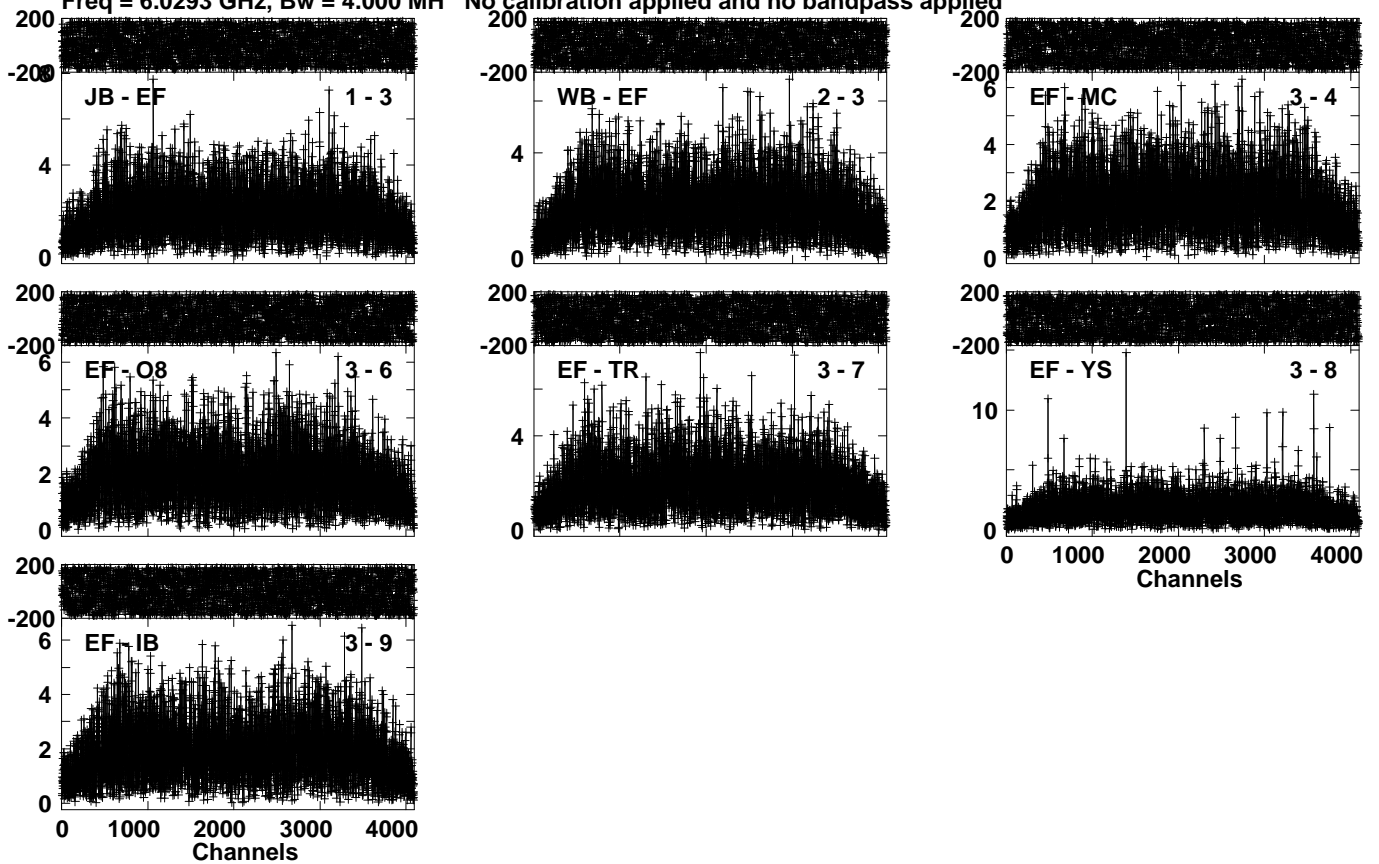 Freq = 6.0293 GHz, Bw = 4.000 MH No calibration applied and no bandpass applied
200 200 200
-200 -200 -200
8 JB - EF 1 - 3 WB - EF 2 - 3 6 EF - MC 3 - 4
4 4 4
2
0 0 0
200 200 200
-200 -200 -200
6 EF - O8 3 - 6 EF - TR 3 - 7 EF - YS 3 - 8
4 4 10
2
0 0 0
0 1000 2000 3000 4000
Channels
200
-200
6 EF - IB 3 - 9
4
2
0
0 1000 2000 3000 4000
Channels